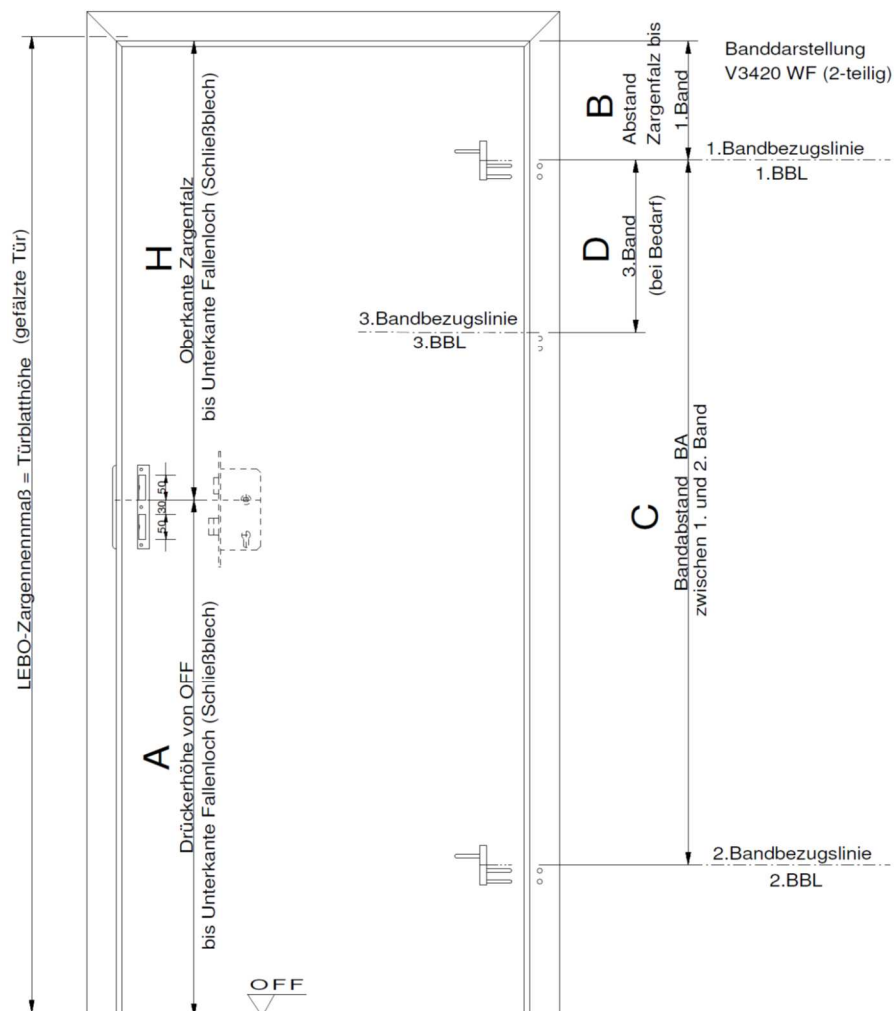 Banddarstellung
V3420 WF (2-teilig)
B
Abstand
Zargenfalz bis
1.Band
1.Bandbezugslinie
1.BBL
D
3.Band
(bei Bedarf)
3.Bandbezugslinie
3.BBL
H
Oberkante Zargenfalz
bis Unterkante Fallenloch (Schließblech)
LEBO-Zargennennmaß = Türblatthöhe (gefälzte Tür)
50
30
50
C
Bandabstand BA
zwischen 1. und 2. Band
A
Drückerhöhe von OFF
bis Unterkante Fallenloch (Schließblech)
2.Bandbezugslinie
2.BBL
OFF